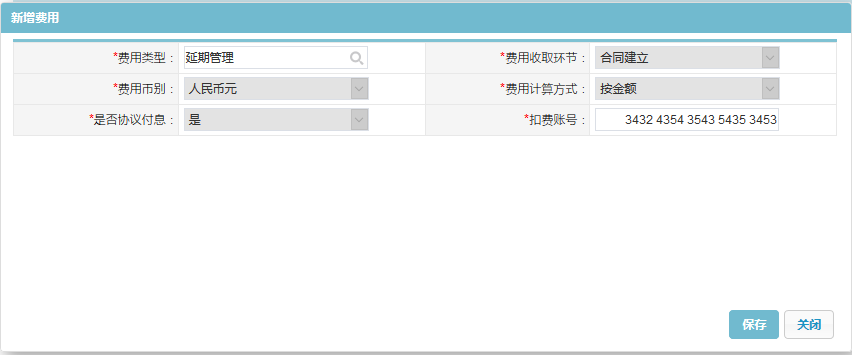 新增费用
*费用类型： 延期管理 *费用收取环节： 合同建立
*费用币别： 人民币元 *费用计算方式： 按金额
*是否协议付息： 是 *扣费账号： 3432 4354 3543 5435 3453
保存 关闭